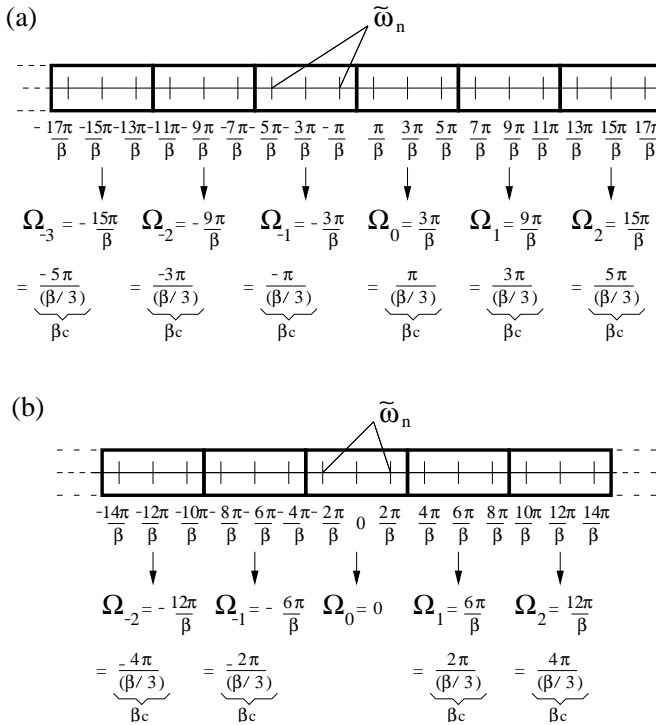 (a)
ω̃ₙ
- 17π/β -15π/β -13π/β -11π/β - 9π/β -7π/β - 5π/β - 3π/β - π/β π/β 3π/β 5π/β 7π/β 9π/β 11π/β 13π/β 15π/β 17π/β
Ω₋₃ = - 15π/β Ω₋₂ = - 9π/β Ω₋₁ = - 3π/β Ω₀ = 3π/β Ω₁ = 9π/β Ω₂ = 15π/β
= - 5π/(β/3) = -3π/(β/3) = - π/(β/3) = π/(β/3) = 3π/(β/3) = 5π/(β/3)
βc βc βc βc βc βc
(b)
ω̃ₙ
-14π/β -12π/β -10π/β - 8π/β - 6π/β - 4π/β - 2π/β 0 2π/β 4π/β 6π/β 8π/β 10π/β 12π/β 14π/β
Ω₋₂ = - 12π/β Ω₋₁ = - 6π/β Ω₀ = 0 Ω₁ = 6π/β Ω₂ = 12π/β
= - 4π/(β/3) = - 2π/(β/3) = 2π/(β/3) = 4π/(β/3)
βc βc βc βc